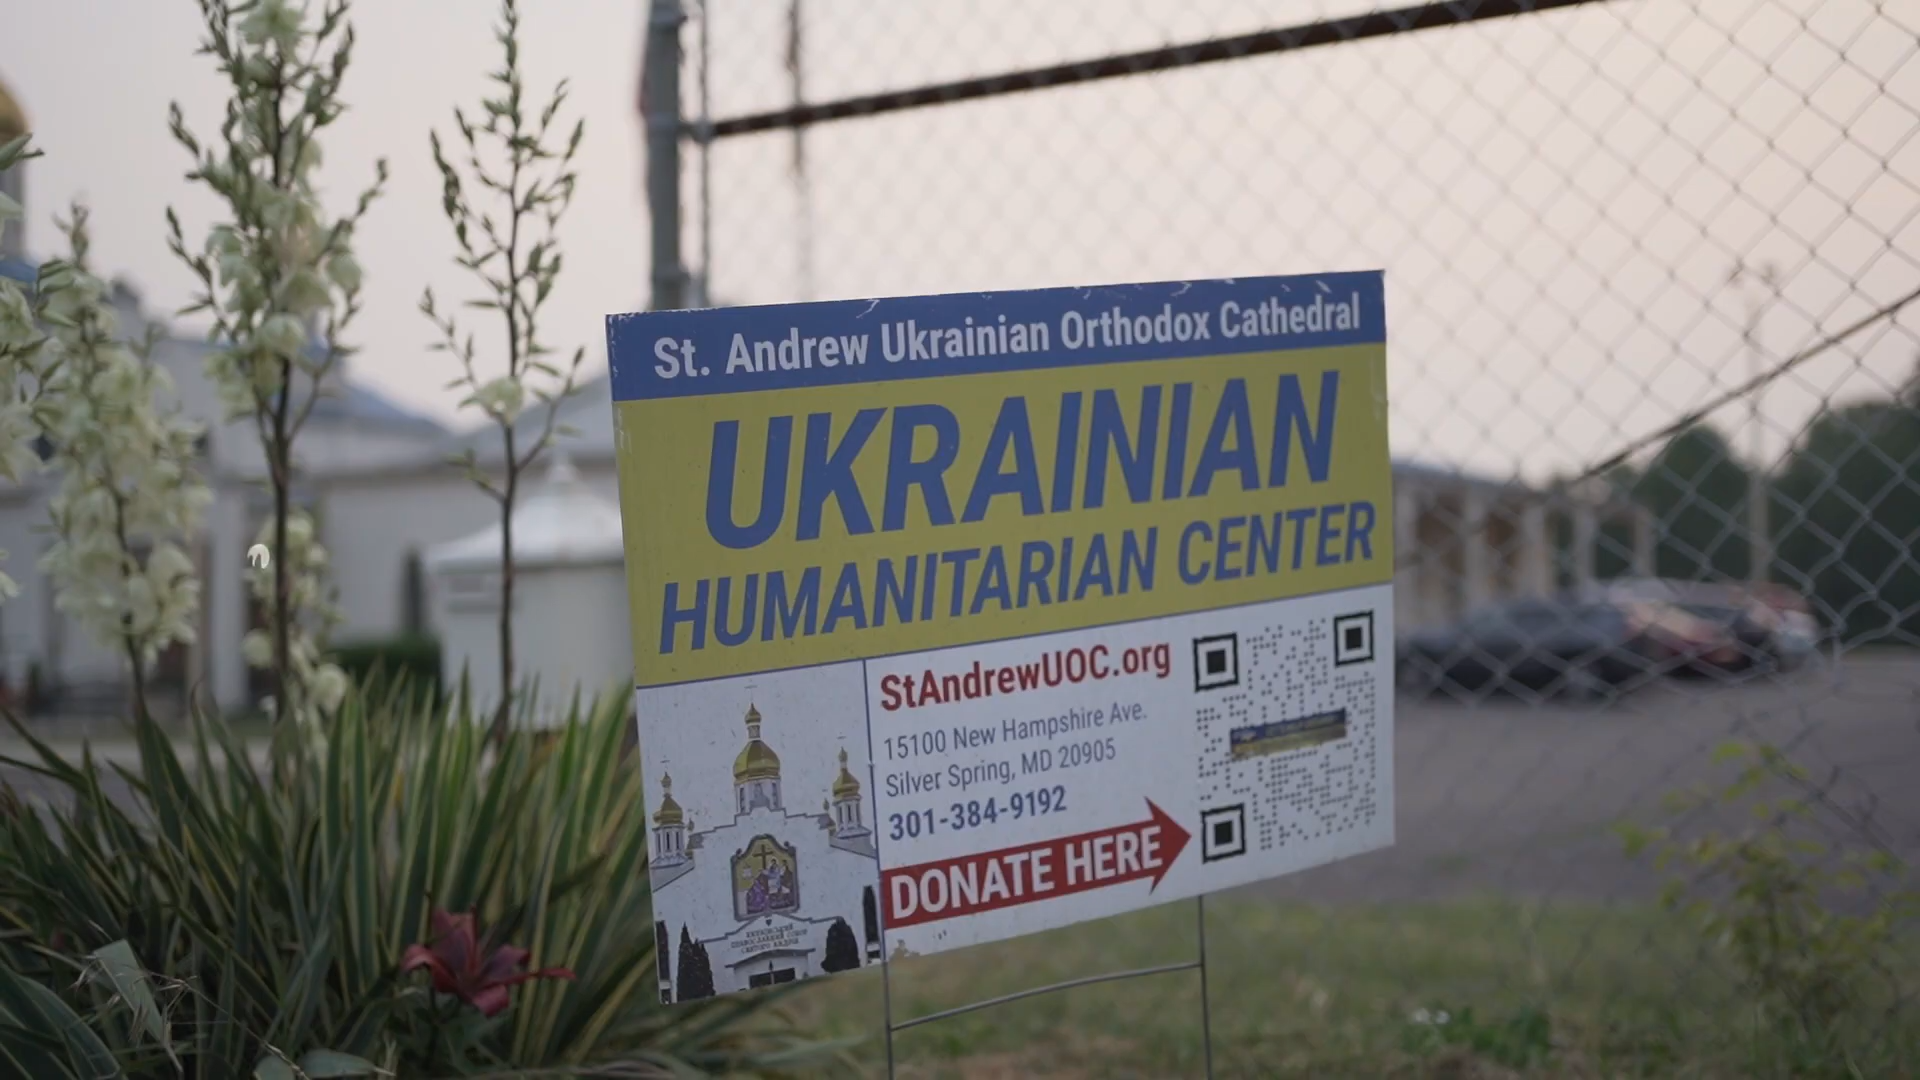 St. Andrew Ukrainian Orthodox Cathedral
UKRAINIAN
HUMANITARIAN CENTER
StAndrewUOC.org
15100 New Hampshire Ave.
Silver Spring, MD 20905
301-384-9192
DONATE HERE